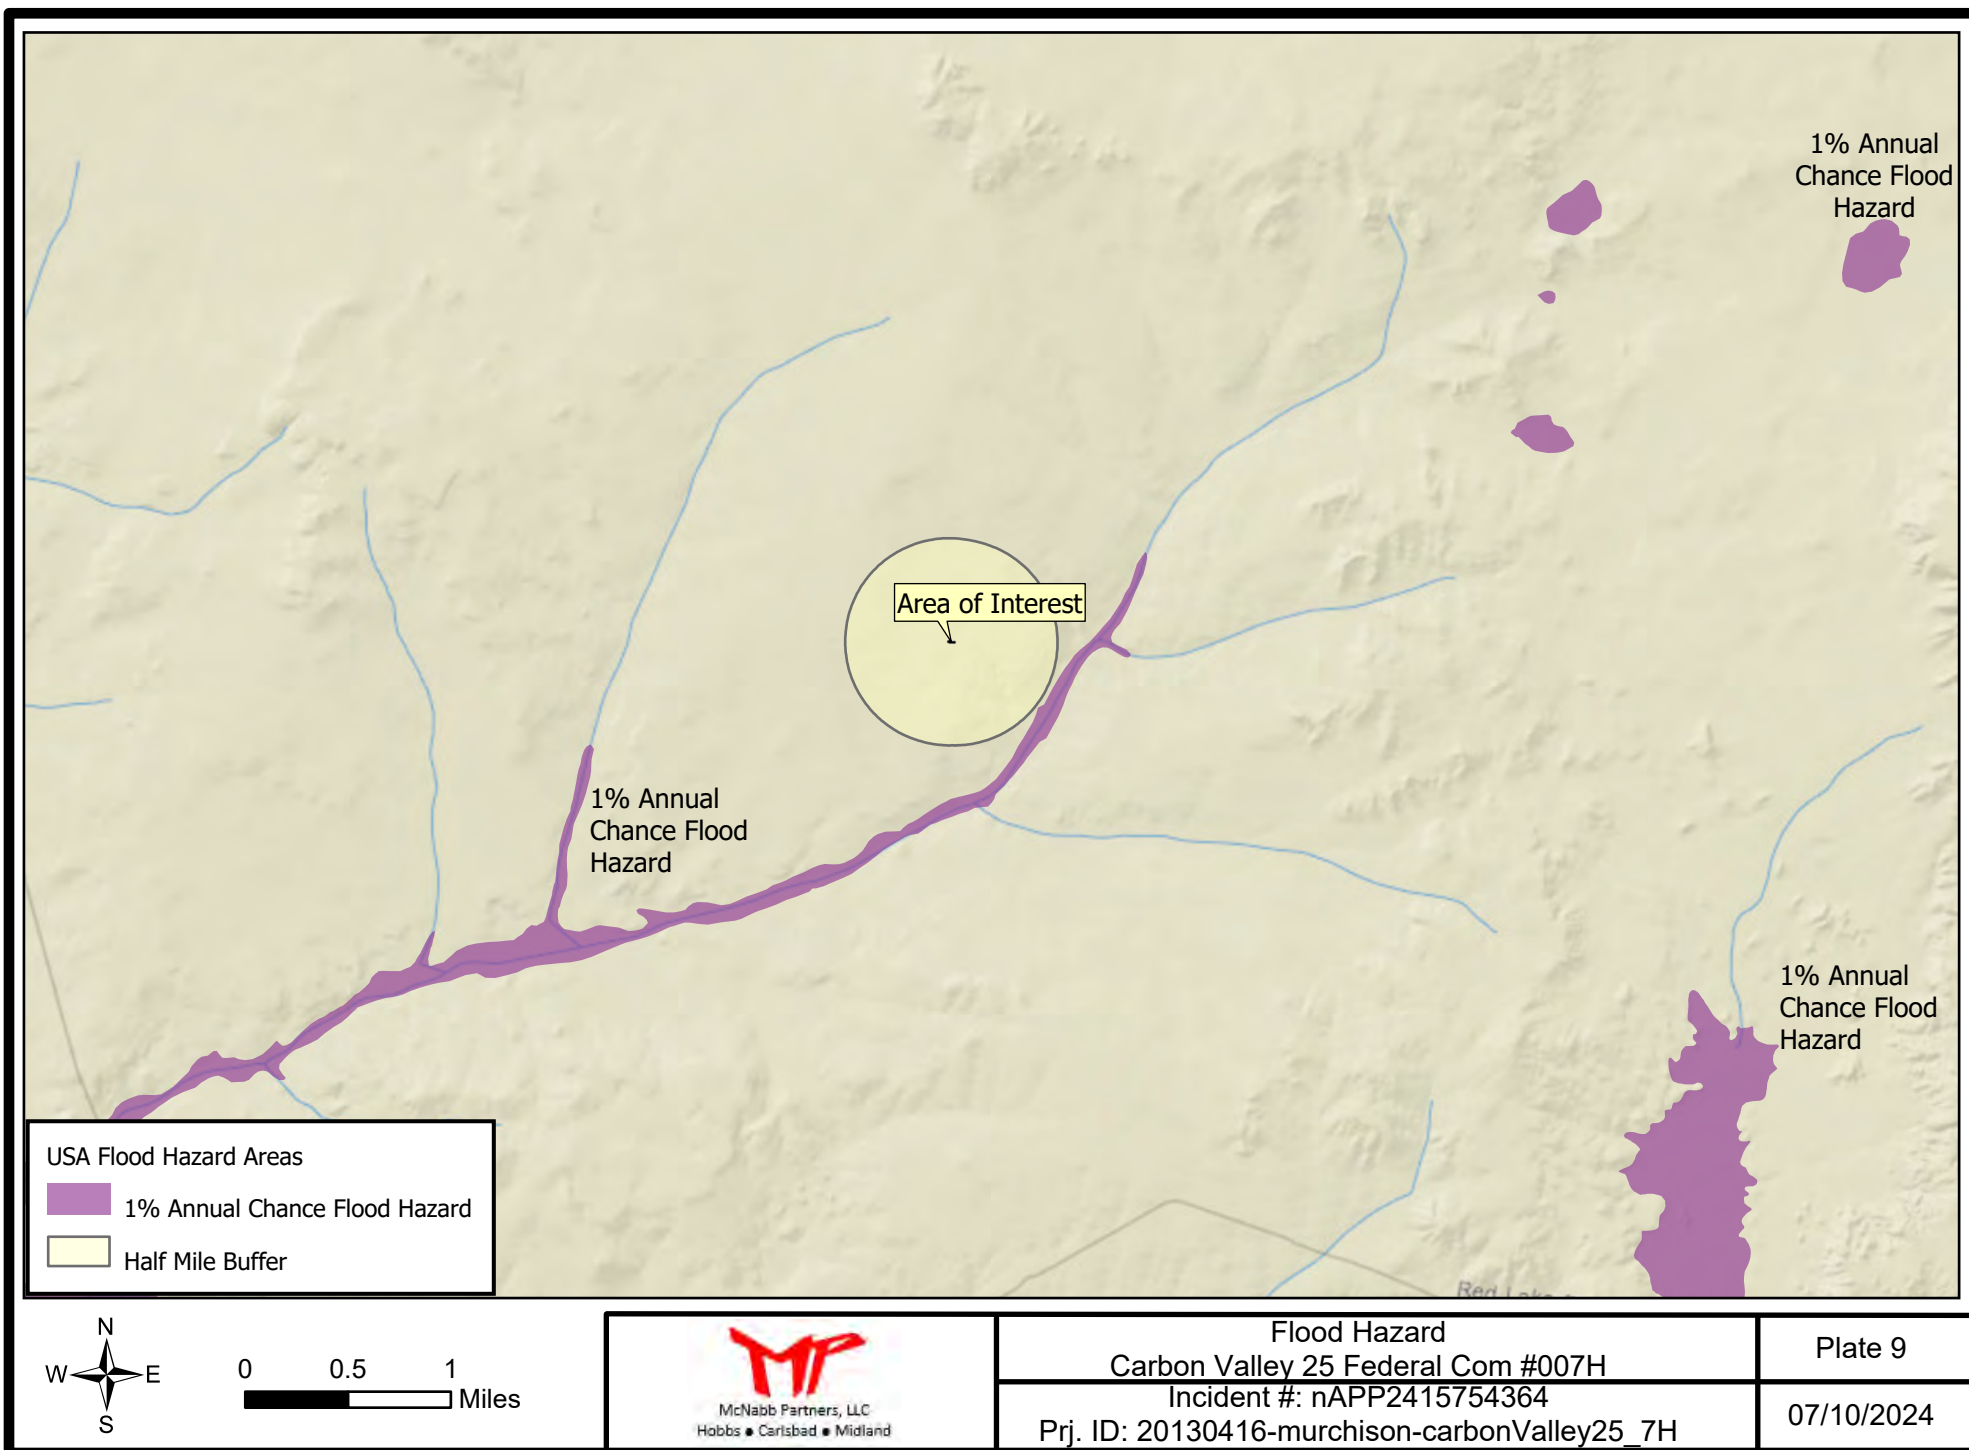 1% Annual
Chance Flood
Hazard
Area of Interest
1% Annual
Chance Flood
Hazard
1% Annual
Chance Flood
Hazard
USA Flood Hazard Areas
1% Annual Chance Flood Hazard
Half Mile Buffer
Red Lake
N
W E
S
0 0.5 1
Miles
McNabb Partners, LLC
Hobbs • Carlsbad • Midland
Flood Hazard
Carbon Valley 25 Federal Com #007H
Incident #: nAPP2415754364
Prj. ID: 20130416-murchison-carbonValley25_7H
Plate 9
07/10/2024